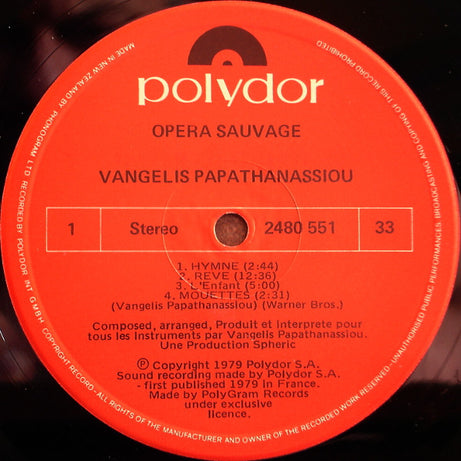 polydor
OPERA SAUVAGE
VANGELIS PAPATHANASSIOU
1 Stereo 2480 551 33
1. HYMNE (2:44)
2. REVE (12:36)
3. L'Enfant (5:00)
4. MOUETTES (2:31)
(Vangelis Papathanassiou) (Warner Bros.)
Composed, arranged, Produit et Interprete pour
tous les instruments par Vangelis Papathanassiou.
Une Production Spheric
Ⓟ Copyright 1979 Polydor S.A.
Sound recording made by Polydor S.A.
- first published 1979 in France.
Made by PolyGram Records
under exclusive
licence.
MADE IN NEW ZEALAND BY PHONOGRAM LTD. RECORDED BY POLYDOR INT. GMBH. COPYRIGHT RECORD - ALL RIGHTS OF THE MANUFACTURER AND OWNER OF THE RECORDED WORK RESERVED - UNAUTHORISED PUBLIC PERFORMANCES, BROADCASTING AND COPYING OF THIS RECORD PROHIBITED